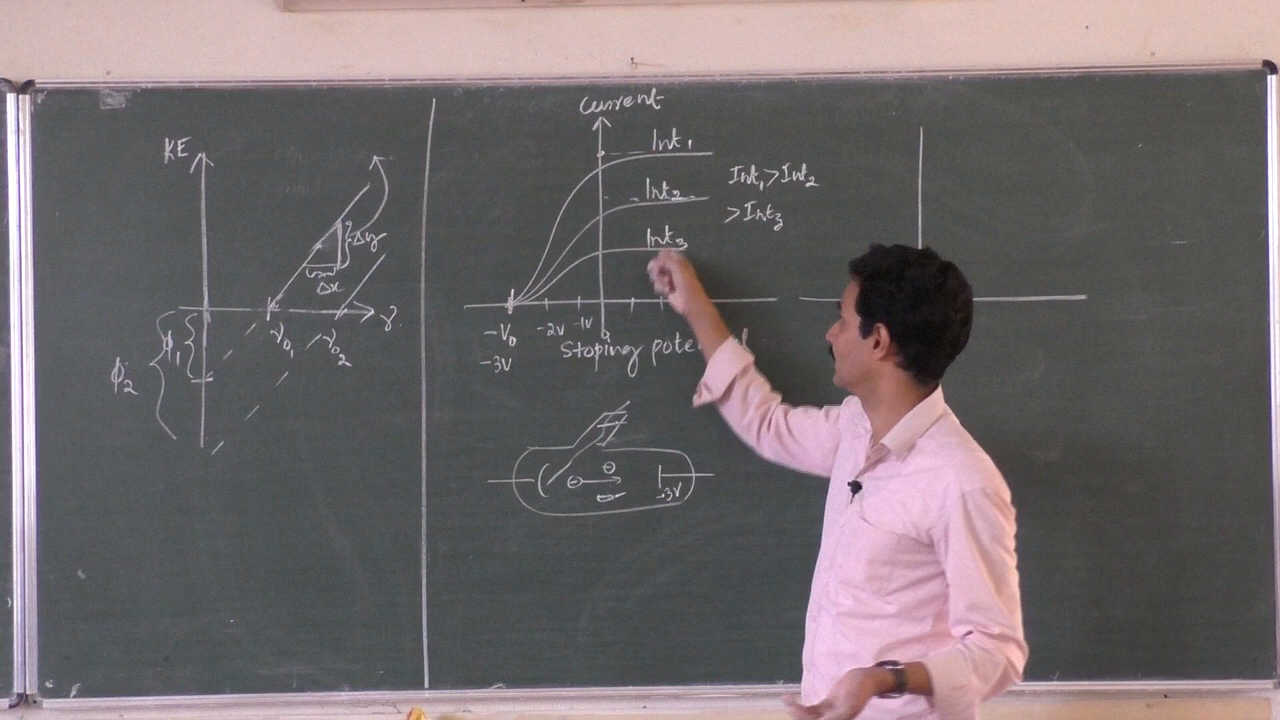 KE
Δy
Δx
ν₀₁
ν₀₂
ν
ϕ₁
ϕ₂
Current
Int₁
Int₂
Int₃
Int₁ > Int₂
> Int₃
-V₀ -2V -1V 0
-3V
Stoping
-3V